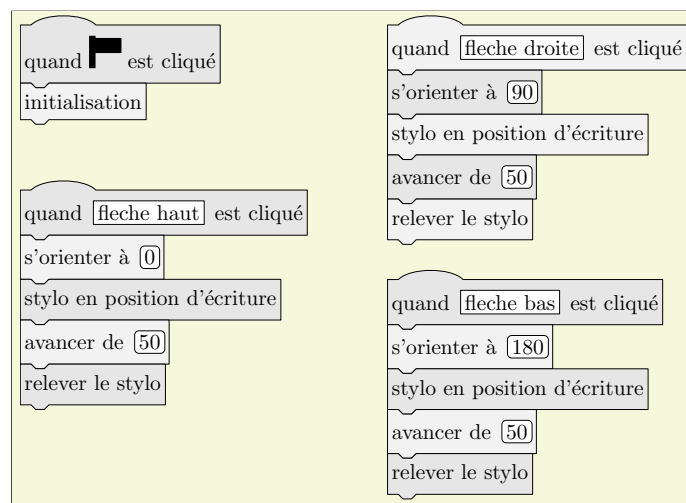 quand est cliqué
initialisation
quand fleche haut est cliqué
s'orienter à 0
stylo en position d'écriture
avancer de 50
relever le stylo
quand fleche droite est cliqué
s'orienter à 90
stylo en position d'écriture
avancer de 50
relever le stylo
quand fleche bas est cliqué
s'orienter à 180
stylo en position d'écriture
avancer de 50
relever le stylo